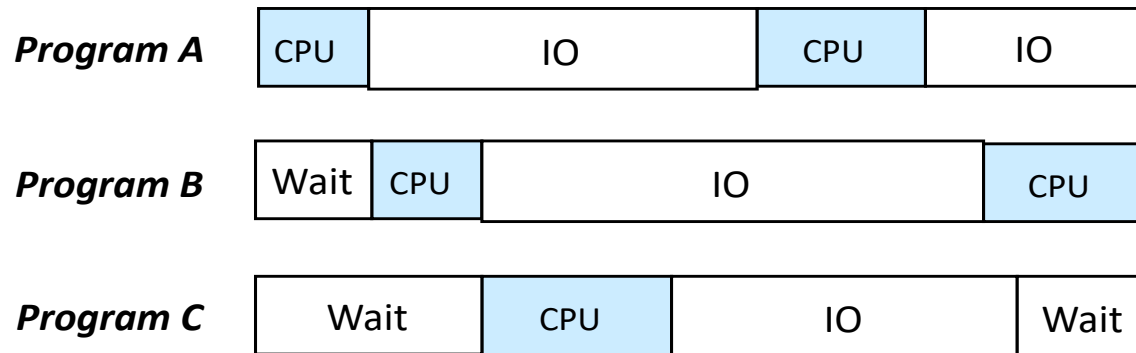 Program A CPU IO CPU IO
Program B Wait CPU IO CPU
Program C Wait CPU IO Wait